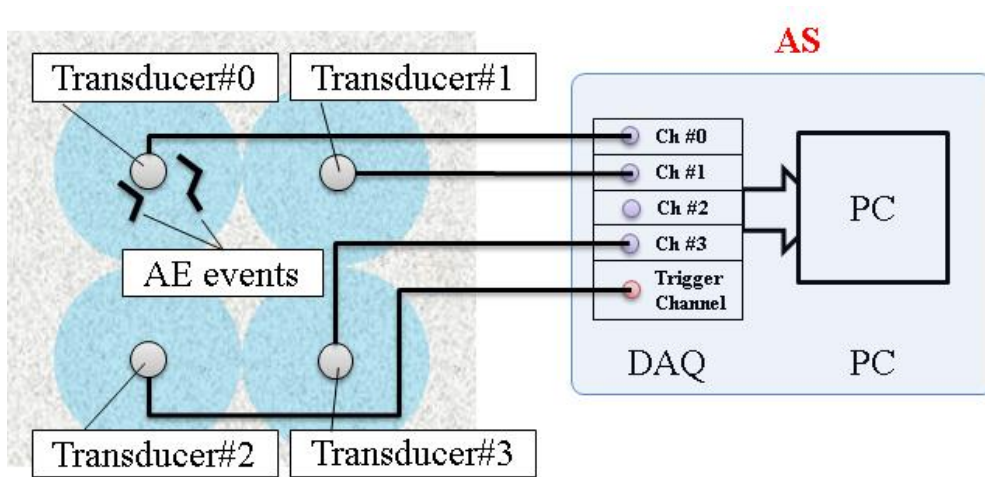 AS
Transducer#0
Transducer#1
Ch #0
Ch #1
Ch #2
Ch #3
Trigger
Channel
PC
AE events
DAQ
PC
Transducer#2
Transducer#3